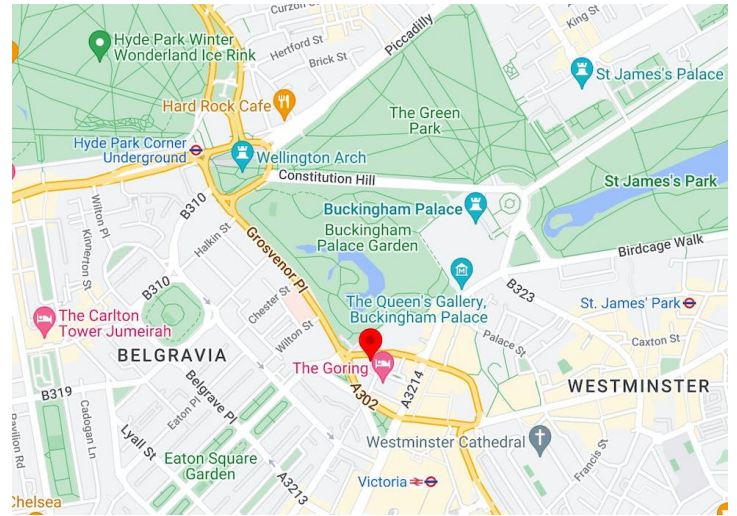 Curzon St
King St
Hyde Park Winter
Wonderland Ice Rink
Hertford St
Piccadilly
Brick St
St James's Palace
Hard Rock Cafe
The Green
Park
Hyde Park Corner
Underground
Wellington Arch
Constitution Hill
St James's Park
Wilton Pl
B310
Buckingham Palace
Kinnerton St
Halkin St
Grosvenor Pl
Buckingham
Palace Garden
Birdcage Walk
B310
Chester St
The Queen's Gallery,
Buckingham Palace
B323
St. James' Park
The Carlton
Tower Jumeirah
Wilton St
Palace St
Caxton St
BELGRAVIA
The Goring
A3214
WESTMINSTER
B319
Belgrave Pl
A302
Eaton Pl
Cadogan Ln
Pavilion Rd
Lyall St
Westminster Cathedral
Francis St
Eaton Square
Garden
A3213
Victoria
Chelsea